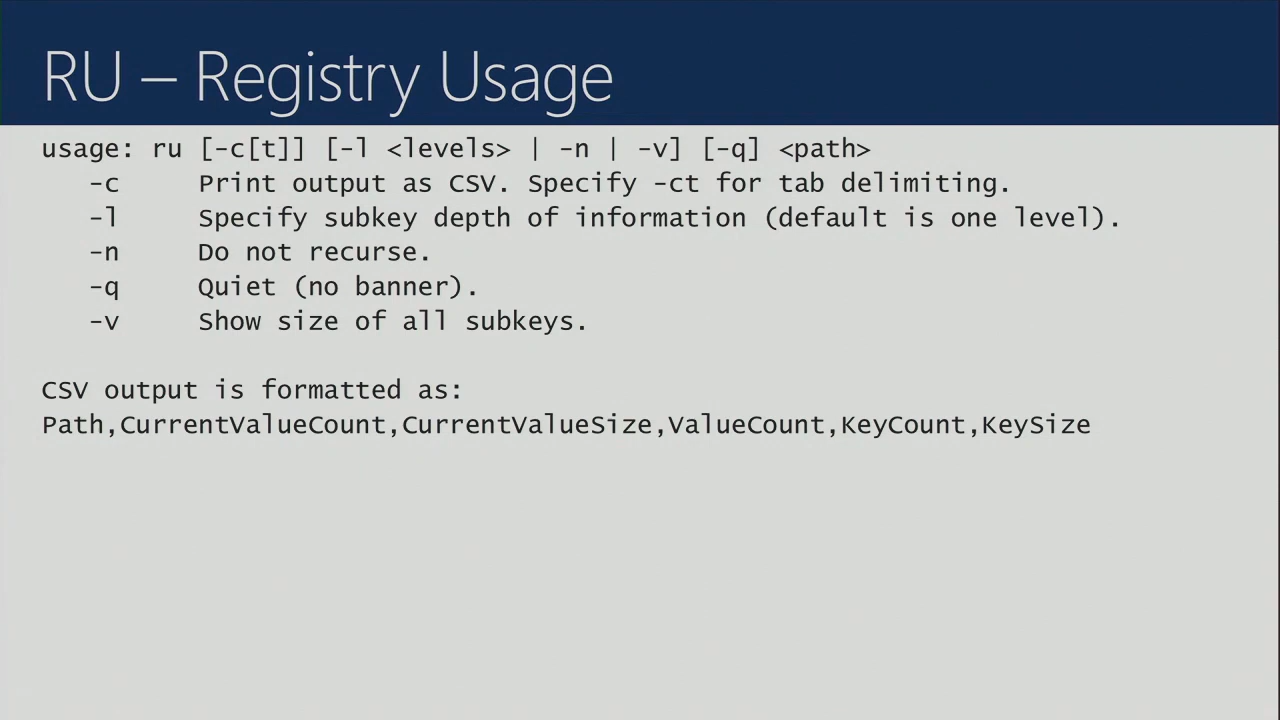 RU – Registry Usage
usage: ru [-c[t]] [-l <levels> | -n | -v] [-q] <path>
-c Print output as CSV. Specify -ct for tab delimiting.
-l Specify subkey depth of information (default is one level).
-n Do not recurse.
-q Quiet (no banner).
-v Show size of all subkeys.
CSV output is formatted as:
Path,CurrentValueCount,CurrentValueSize,ValueCount,KeyCount,KeySize